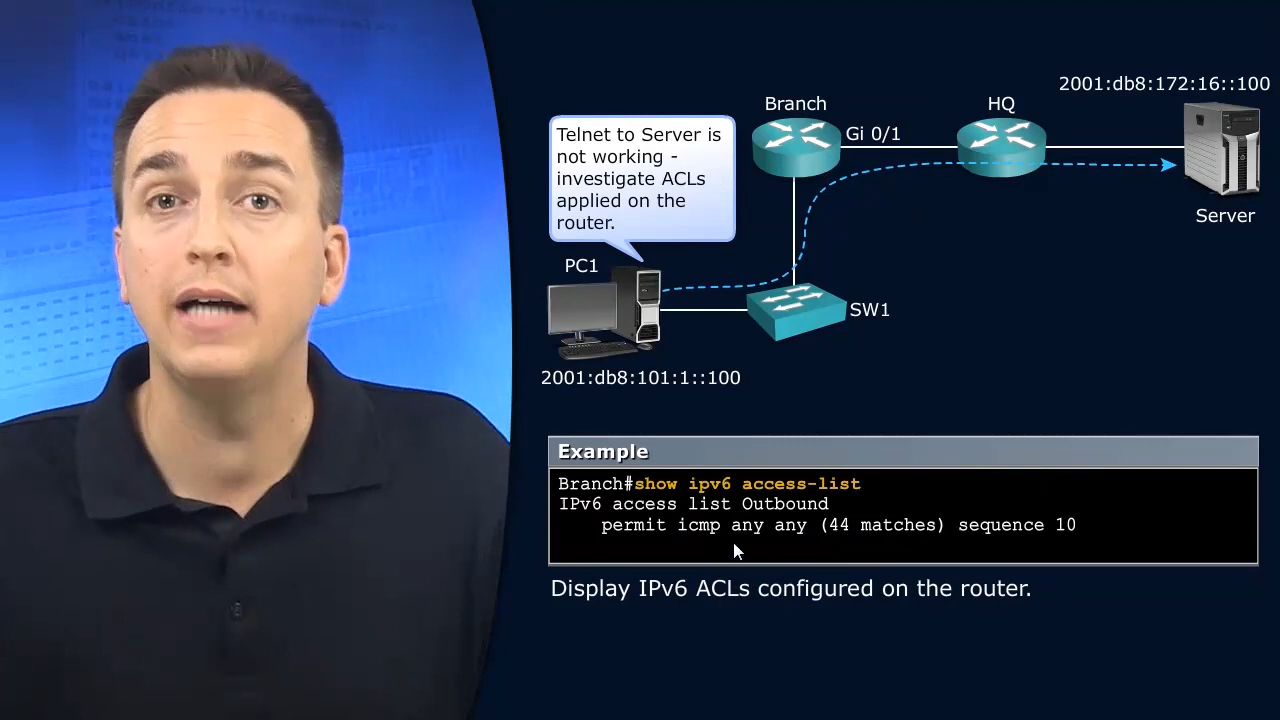 2001:db8:172:16::100
Branch
HQ
Gi 0/1
Telnet to Server is
not working -
investigate ACLs
applied on the
router.
Server
PC1
SW1
2001:db8:101:1::100
Example
Branch#show ipv6 access-list
IPv6 access list Outbound
permit icmp any any (44 matches) sequence 10
Display IPv6 ACLs configured on the router.